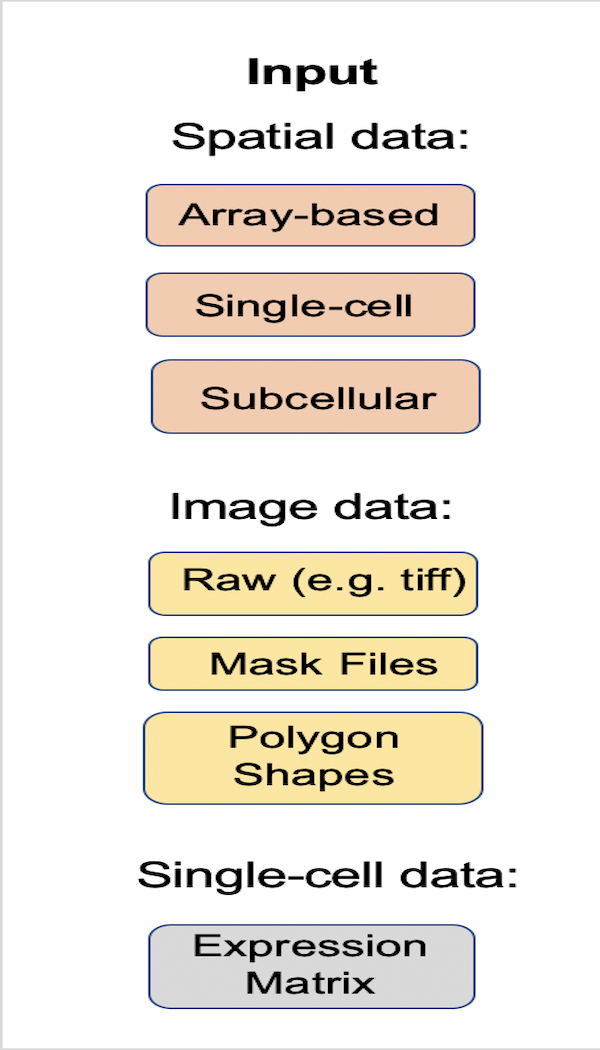 Input
Spatial data:
Array-based
Single-cell
Subcellular
Image data:
Raw (e.g. tiff)
Mask Files
Polygon
Shapes
Single-cell data:
Expression
Matrix